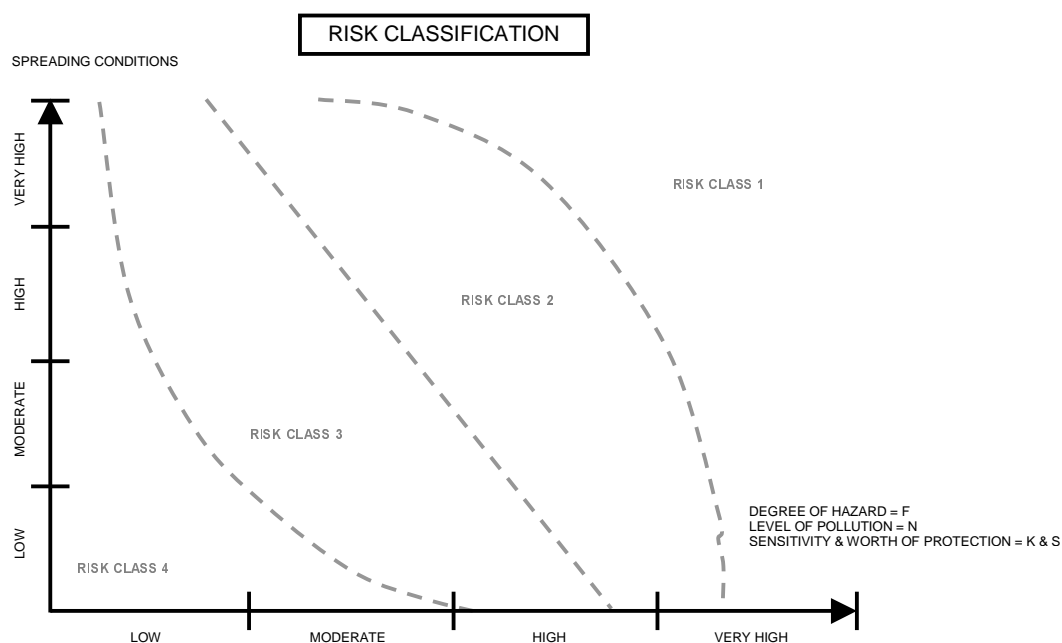 RISK CLASSIFICATION
SPREADING CONDITIONS
VERY HIGH
HIGH
MODERATE
LOW
RISK CLASS 1
RISK CLASS 2
RISK CLASS 3
RISK CLASS 4
DEGREE OF HAZARD = F
LEVEL OF POLLUTION = N
SENSITIVITY & WORTH OF PROTECTION = K & S
LOW
MODERATE
HIGH
VERY HIGH